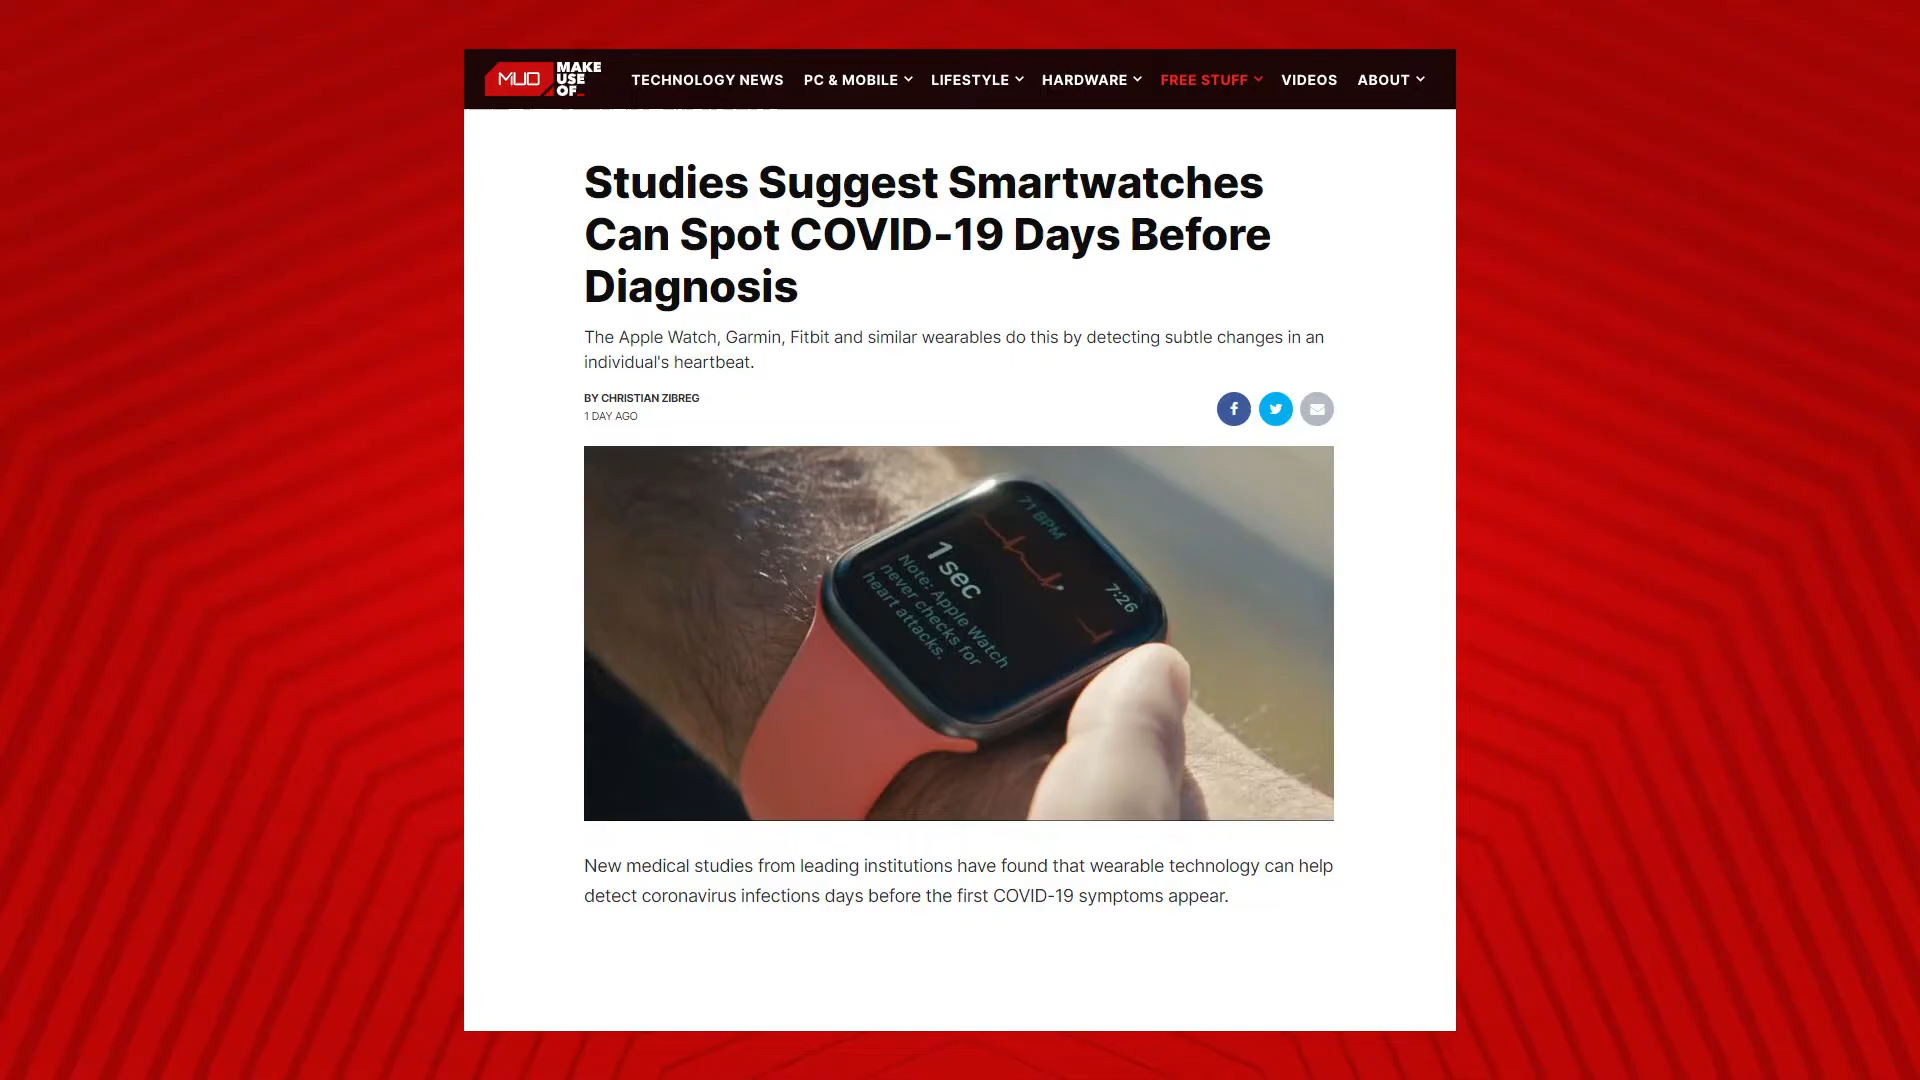 MUO
MAKE
USE
OF_
TECHNOLOGY NEWS PC & MOBILE LIFESTYLE HARDWARE FREE STUFF VIDEOS ABOUT
Studies Suggest Smartwatches
Can Spot COVID-19 Days Before
Diagnosis
The Apple Watch, Garmin, Fitbit and similar wearables do this by detecting subtle changes in an
individual's heartbeat.
BY CHRISTIAN ZIBREG
1 DAY AGO
71 BPM
7:26
1 sec
Note: Apple Watch
never checks for
heart attacks.
New medical studies from leading institutions have found that wearable technology can help
detect coronavirus infections days before the first COVID-19 symptoms appear.